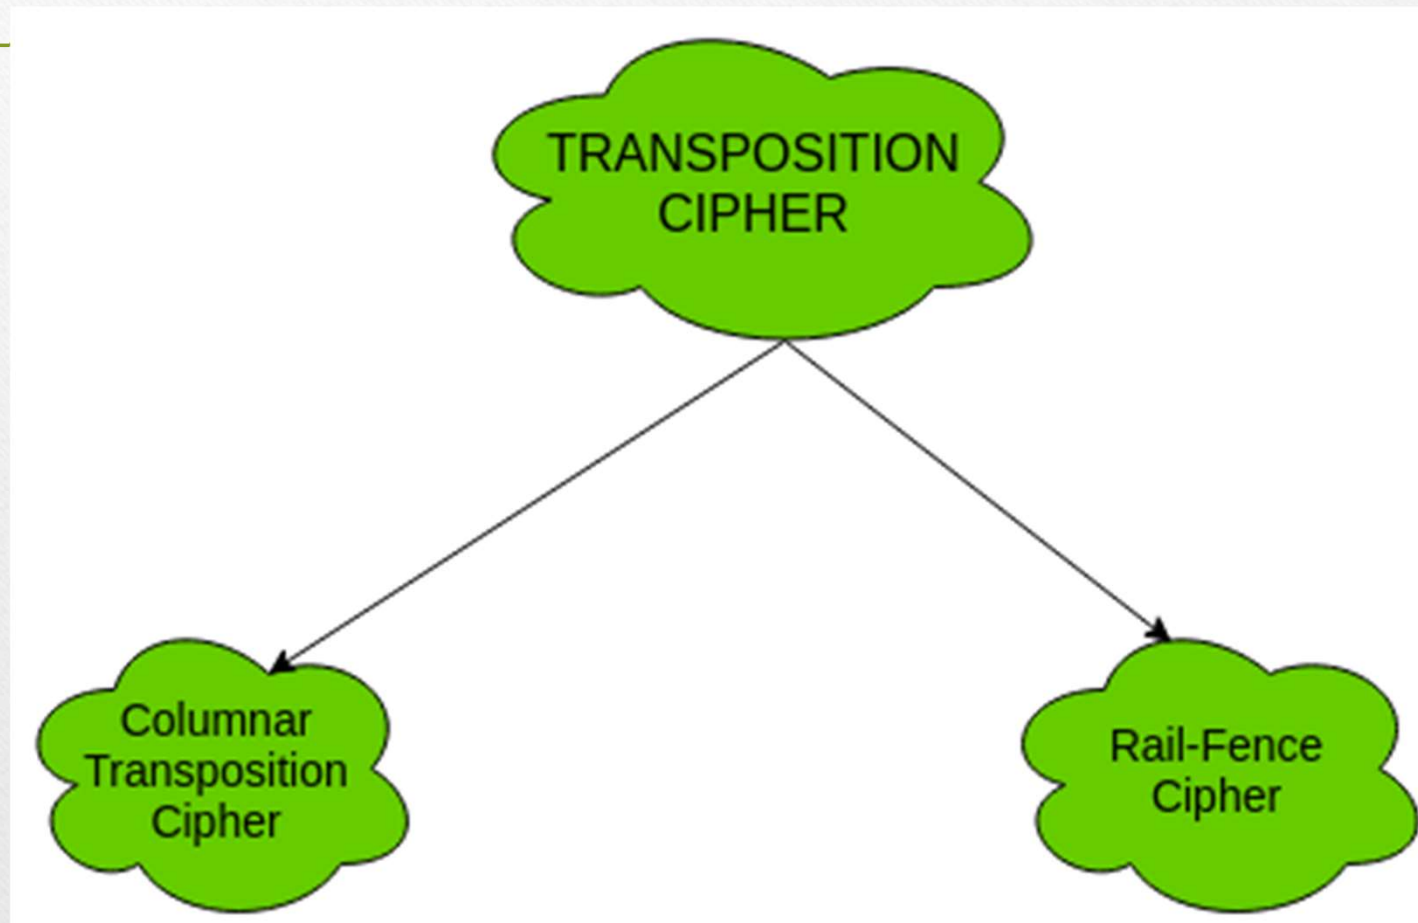 TRANSPOSITION
CIPHER
Columnar
Transposition
Cipher
Rail-Fence
Cipher